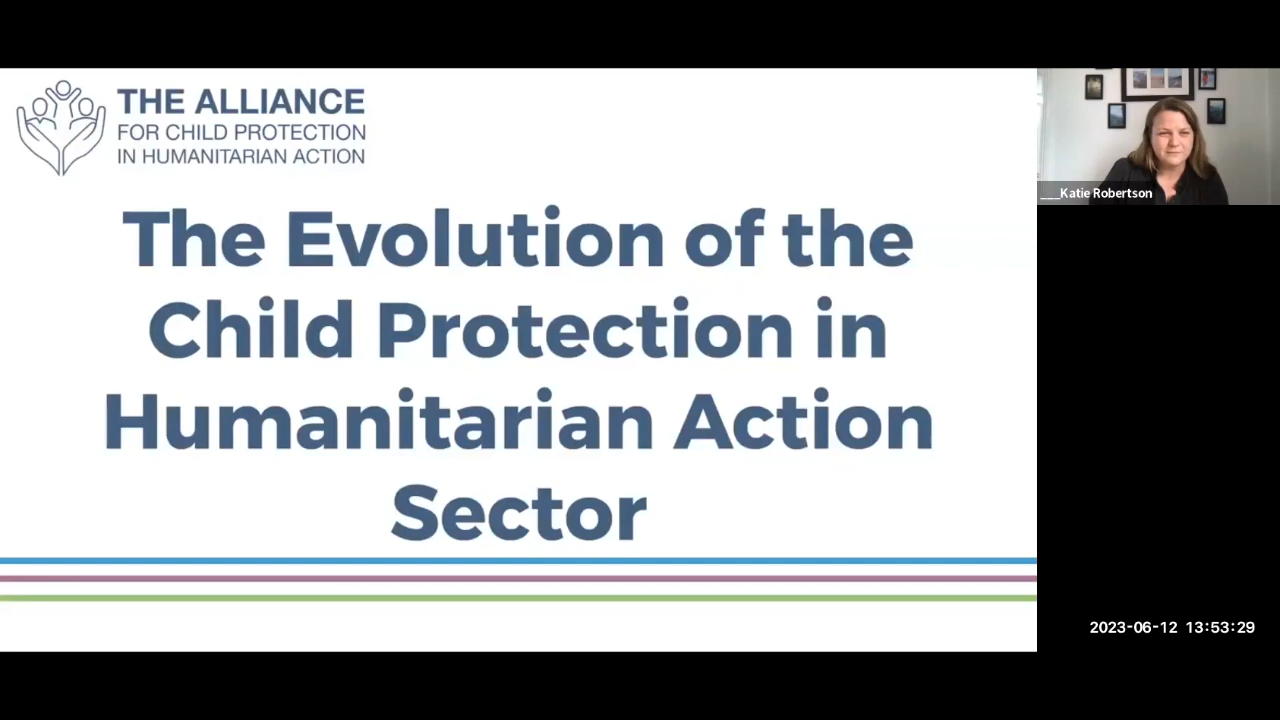 THE ALLIANCE
FOR CHILD PROTECTION
IN HUMANITARIAN ACTION
The Evolution of the
Child Protection in
Humanitarian Action
Sector
___Katie Robertson
2023-06-12 13:53:29